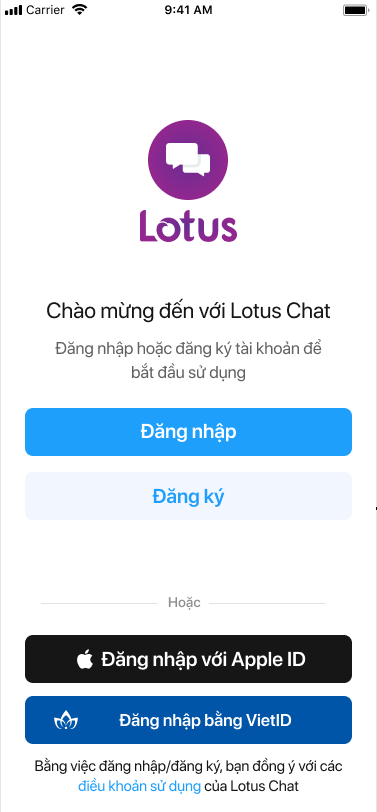 Carrier 9:41 AM
Lotus
Chào mừng đến với Lotus Chat
Đăng nhập hoặc đăng ký tài khoản để
bắt đầu sử dụng
Đăng nhập
Đăng ký
Hoặc
Đăng nhập với Apple ID
Đăng nhập bằng VietID
Bằng việc đăng nhập/đăng ký, bạn đồng ý với các
điều khoản sử dụng của Lotus Chat